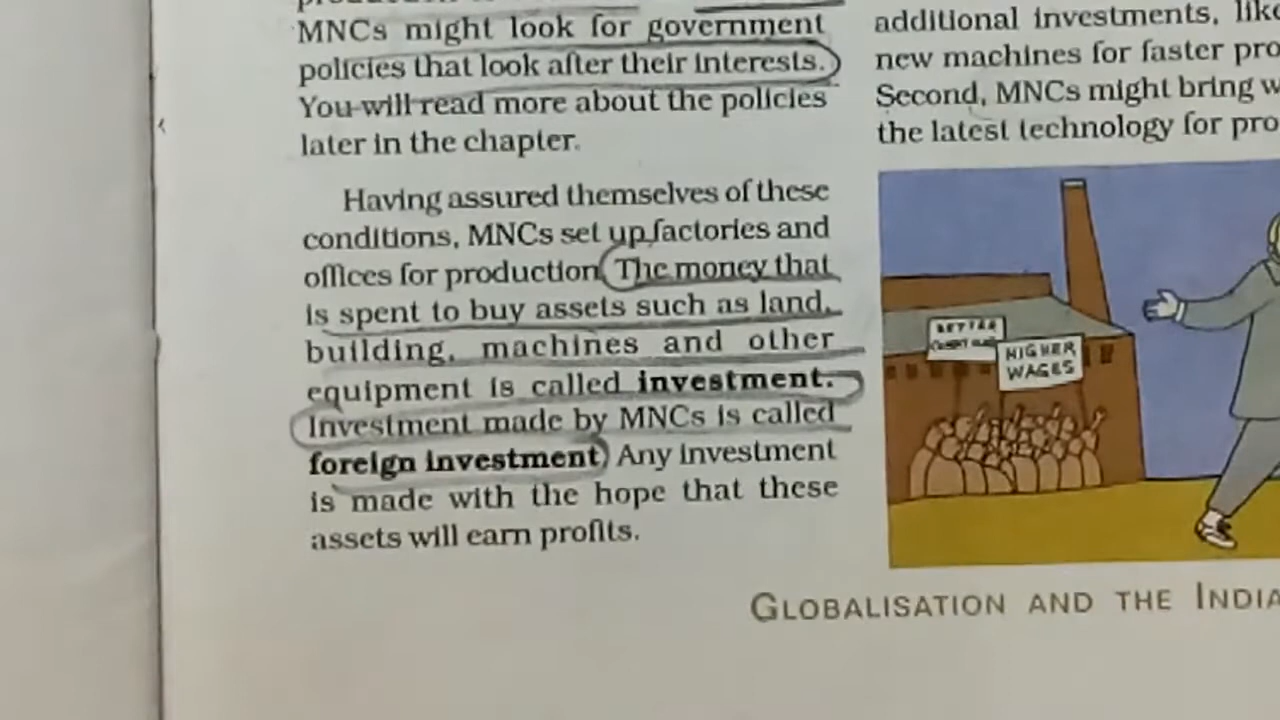 MNCs might look for government
policies that look after their interests.
You will read more about the policies
later in the chapter.
Having assured themselves of these
conditions, MNCs set up factories and
offices for production. The money that
is spent to buy assets such as land,
building, machines and other
equipment is called investment.
Investment made by MNCs is called
foreign investment. Any investment
is made with the hope that these
assets will earn profits.
additional investments, like
new machines for faster
Second, MNCs might bring
the latest technology for
BETTER
HIGHER
WAGES
GLOBALISATION AND THE